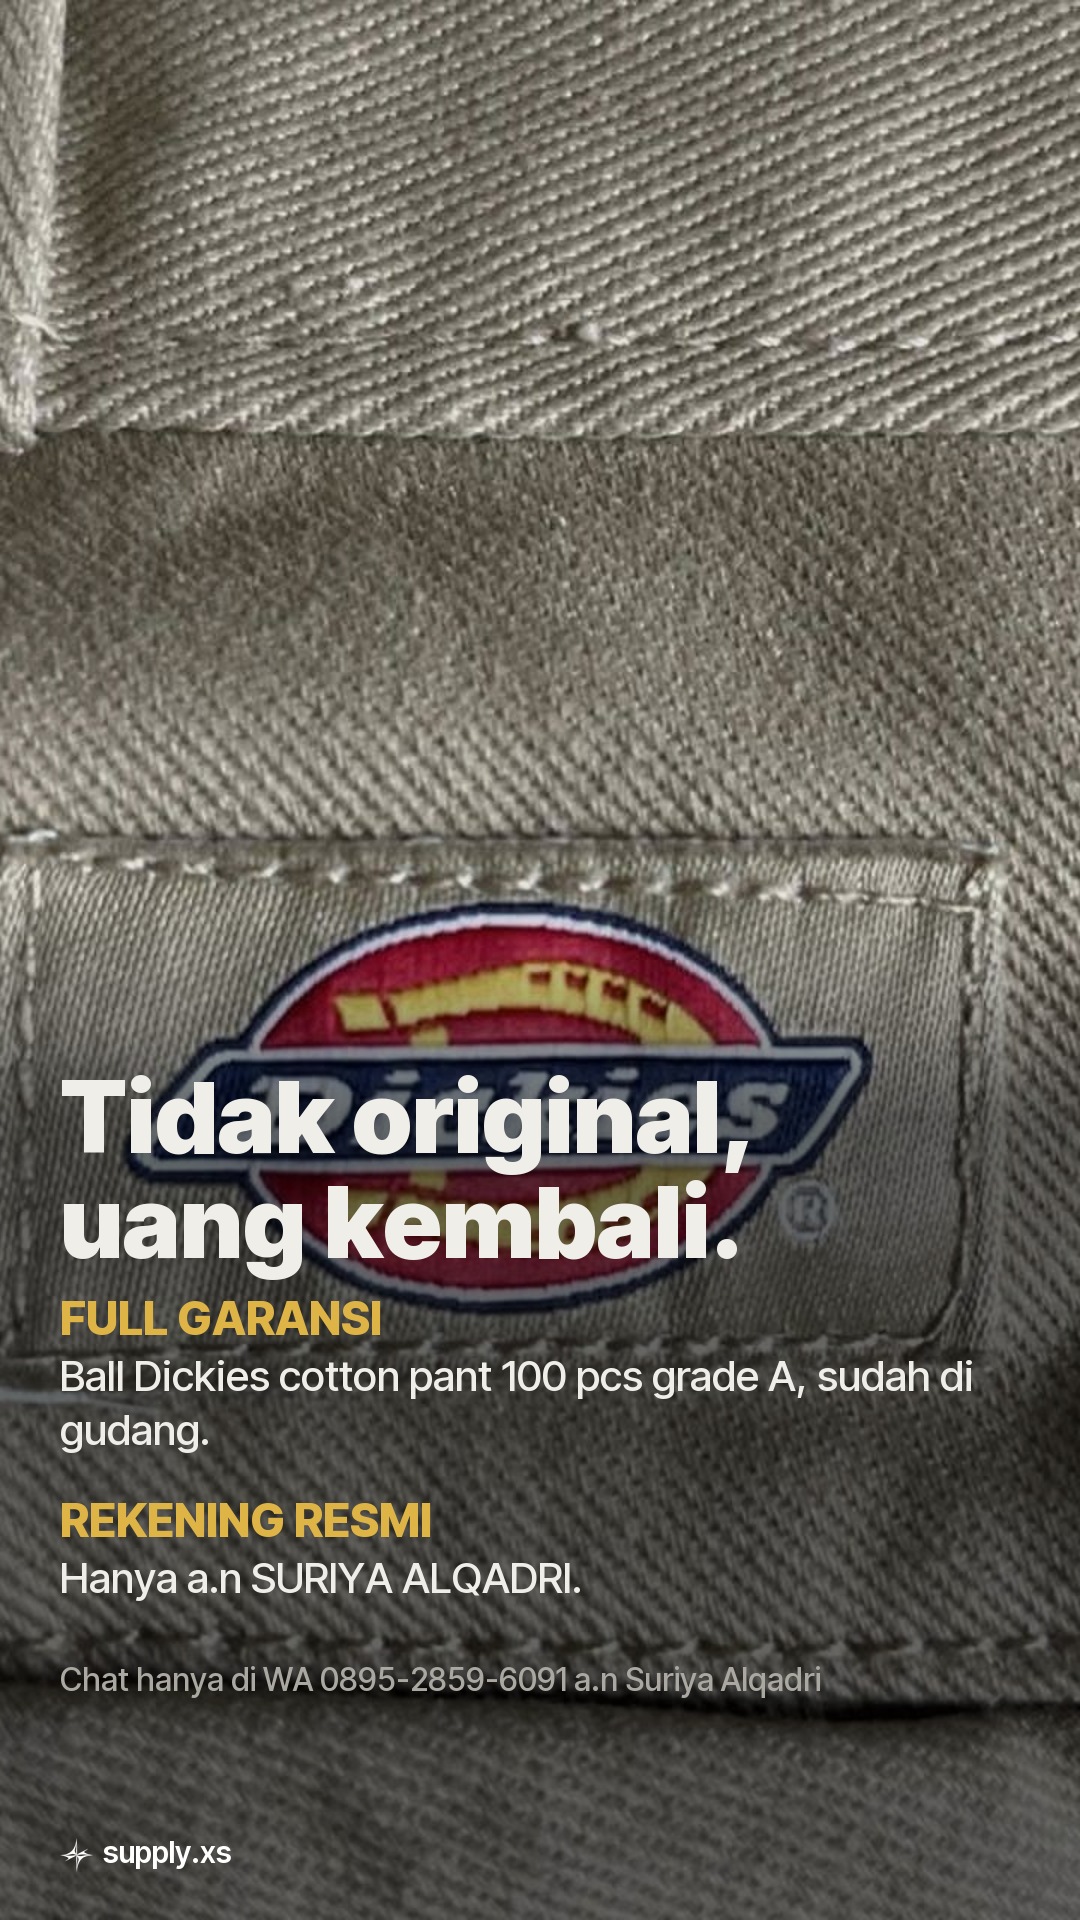 Dickies
®
Tidak original,
uang kembali.
FULL GARANSI
Ball Dickies cotton pant 100 pcs grade A, sudah di
gudang.
REKENING RESMI
Hanya a.n SURIYA ALQADRI.
Chat hanya di WA 0895-2859-6091 a.n Suriya Alqadri
supply.xs